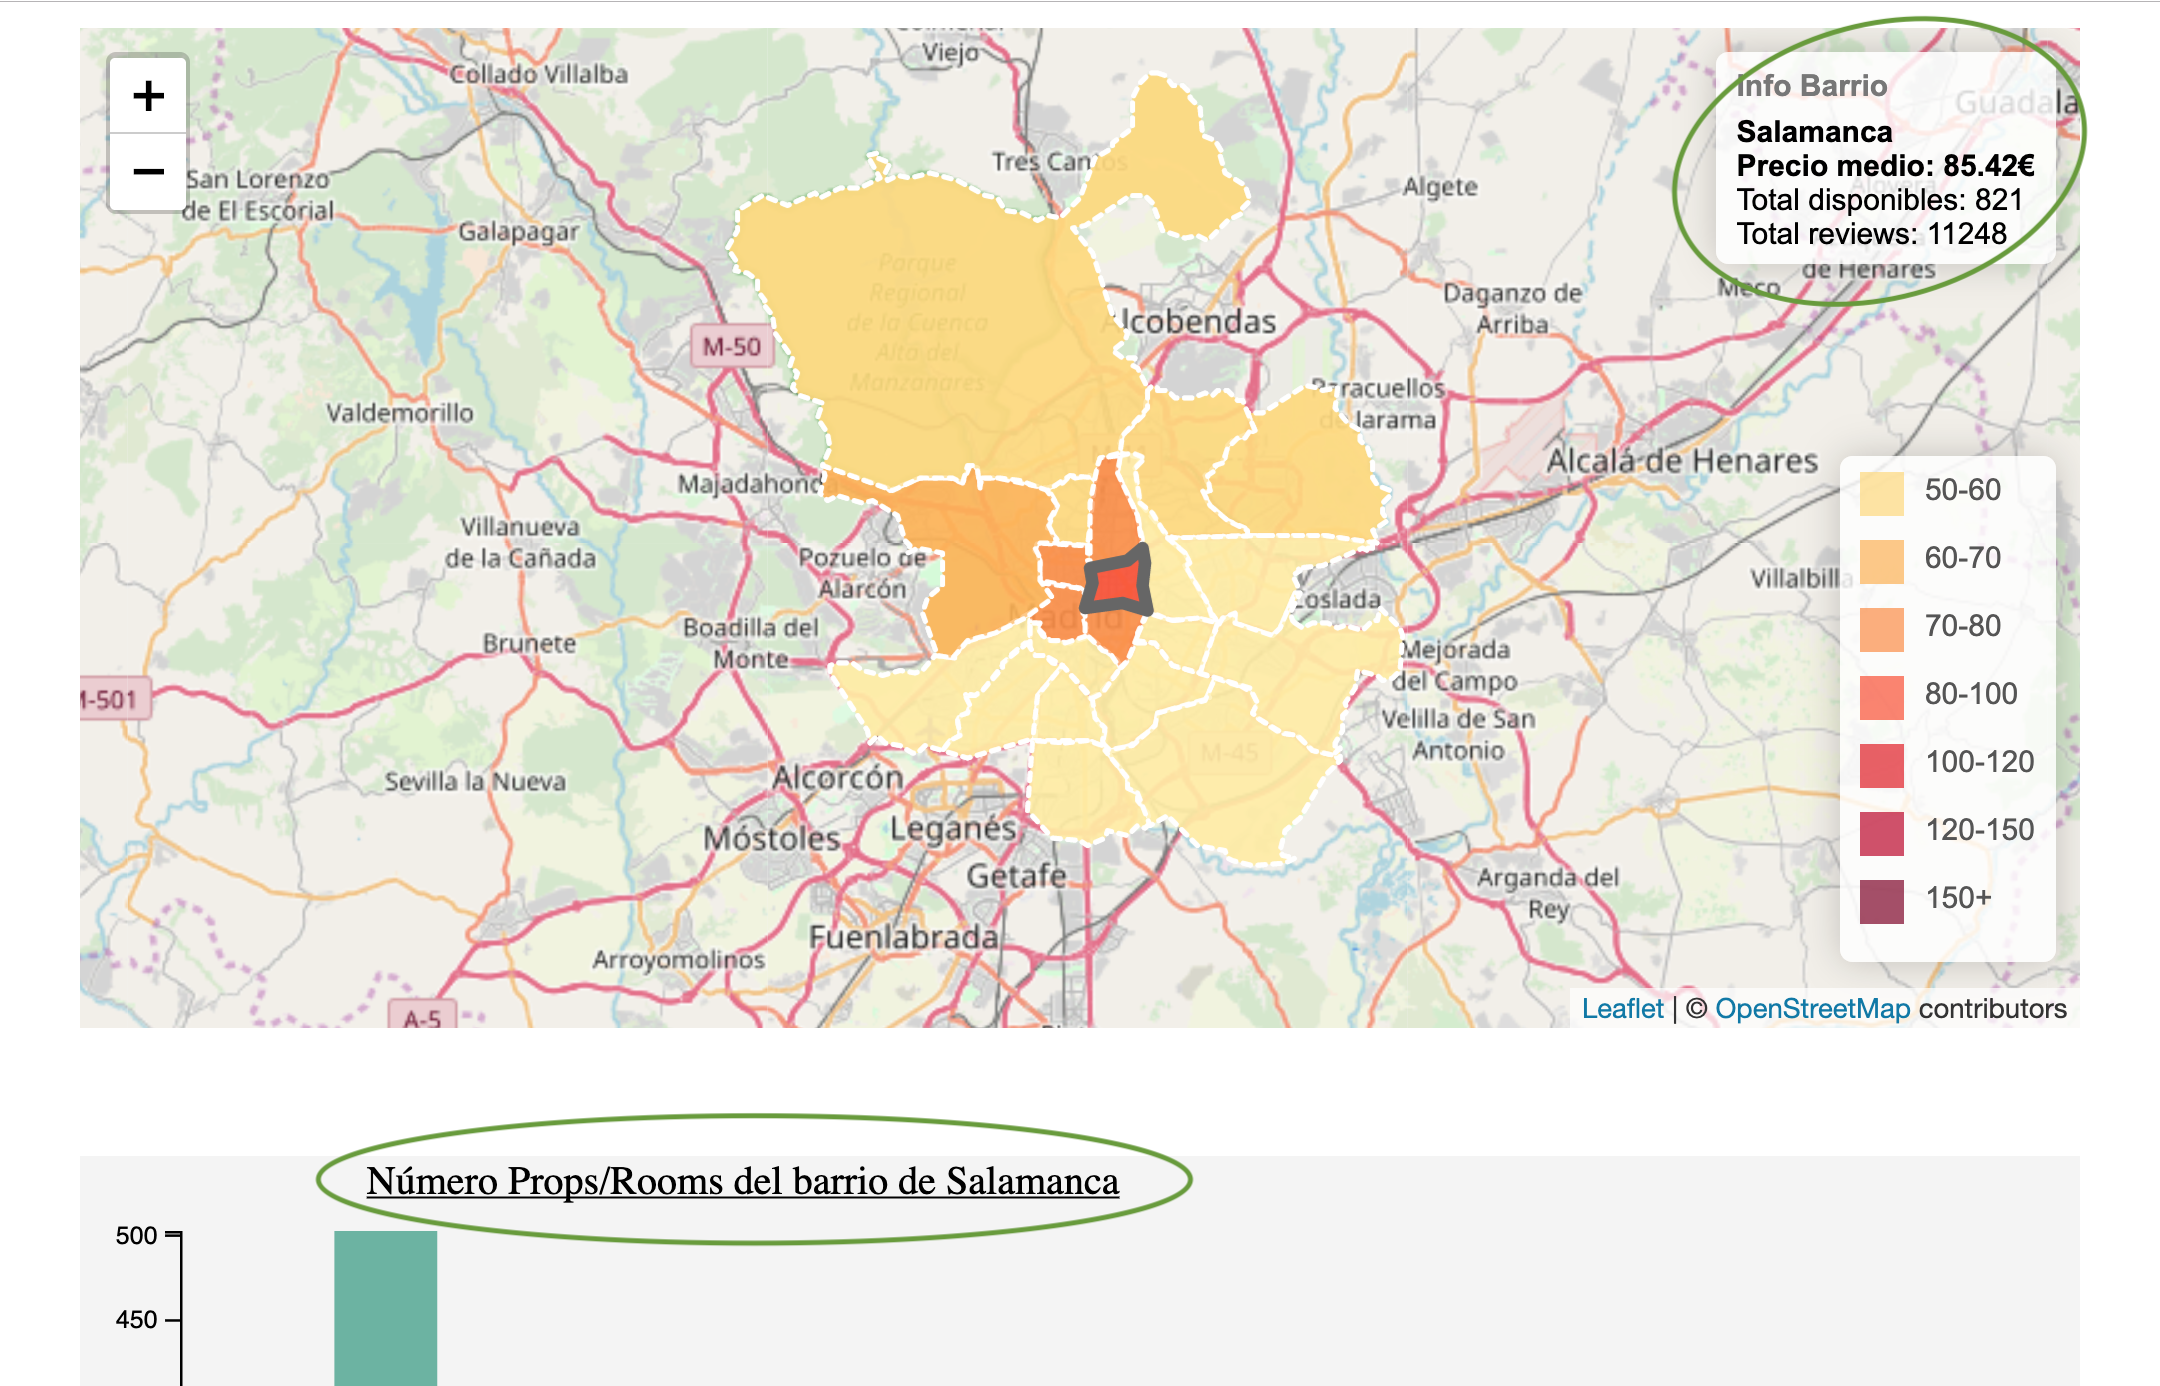 Viejo
Collado Villalba
+
−
Info Barrio
Guadala
Salamanca
Precio medio: 85.42€
Total disponibles: 821
Total reviews: 11248
Tres Cantos
San Lorenzo
de El Escorial
Algete
Galapagar
Parque
Regional
de la Cuenca
Alta del
Manzanares
de Henares
Meco
Daganzo de
Arriba
lcobendas
M-50
Paracuellos
de Jarama
Valdemorillo
Alcalá de Henares
Majadahonda
50-60
60-70
70-80
80-100
100-120
120-150
150+
Villanueva
de la Cañada
Pozuelo de
Alarcón
Villalbilla
Coslada
Madrid
Boadilla del
Monte
Brunete
Mejorada
del Campo
M-501
Velilla de San
Antonio
M-45
Sevilla la Nueva
Alcorcón
Móstoles
Leganés
Getafe
Arganda del
Rey
Fuenlabrada
Arroyomolinos
A-5
Leaflet | © OpenStreetMap contributors
Número Props/Rooms del barrio de Salamanca
500
450